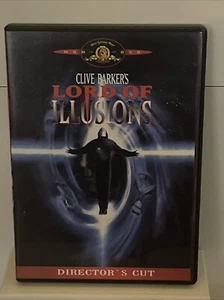 CLIVE BARKER'S
LORD OF
ILLUSIONS
DIRECTOR'S CUT